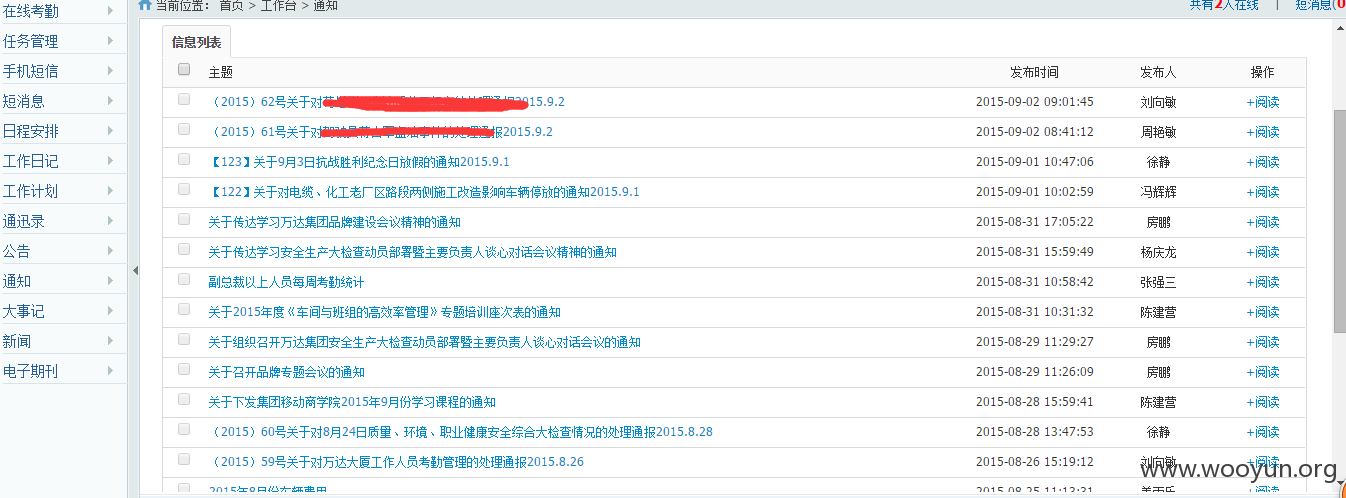 当前位置： 首页 > 工作台 > 通知
共有2人在线 | 短消息(0
在线考勤
任务管理
手机短信
短消息
日程安排
工作日记
工作计划
通迅录
公告
通知
大事记
新闻
电子期刊
信息列表
主题 发布时间 发布人 操作
（2015）62号关于对 2015.9.2 2015-09-02 09:01:45 刘向敏 +阅读
（2015）61号关于对 报2015.9.2 2015-09-02 08:41:12 周艳敏 +阅读
【123】关于9月3日抗战胜利纪念日放假的通知2015.9.1 2015-09-01 10:47:06 徐静 +阅读
【122】关于对电缆、化工老厂区路段两侧施工改造影响车辆停放的通知2015.9.1 2015-09-01 10:02:59 冯辉辉 +阅读
关于传达学习万达集团品牌建设会议精神的通知 2015-08-31 17:05:22 房鹏 +阅读
关于传达学习安全生产大检查动员部署暨主要负责人谈心对话会议精神的通知 2015-08-31 15:59:49 杨庆龙 +阅读
副总裁以上人员每周考勤统计 2015-08-31 10:58:42 张强三 +阅读
关于2015年度《车间与班组的高效率管理》专题培训座次表的通知 2015-08-31 10:31:32 陈建营 +阅读
关于组织召开万达集团安全生产大检查动员部署暨主要负责人谈心对话会议的通知 2015-08-29 11:29:27 房鹏 +阅读
关于召开品牌专题会议的通知 2015-08-29 11:26:09 房鹏 +阅读
关于下发集团移动商学院2015年9月份学习课程的通知 2015-08-28 15:59:41 陈建营 +阅读
（2015）60号关于对8月24日质量、环境、职业健康安全综合大检查情况的处理通报2015.8.28 2015-08-28 13:47:53 徐静 +阅读
（2015）59号关于对万达大厦工作人员考勤管理的处理通报2015.8.26 2015-08-26 15:19:12 刘向敏 +阅读
2015年8月份车辆费用 2015-08-25 11:13:31
www.wooyun.org